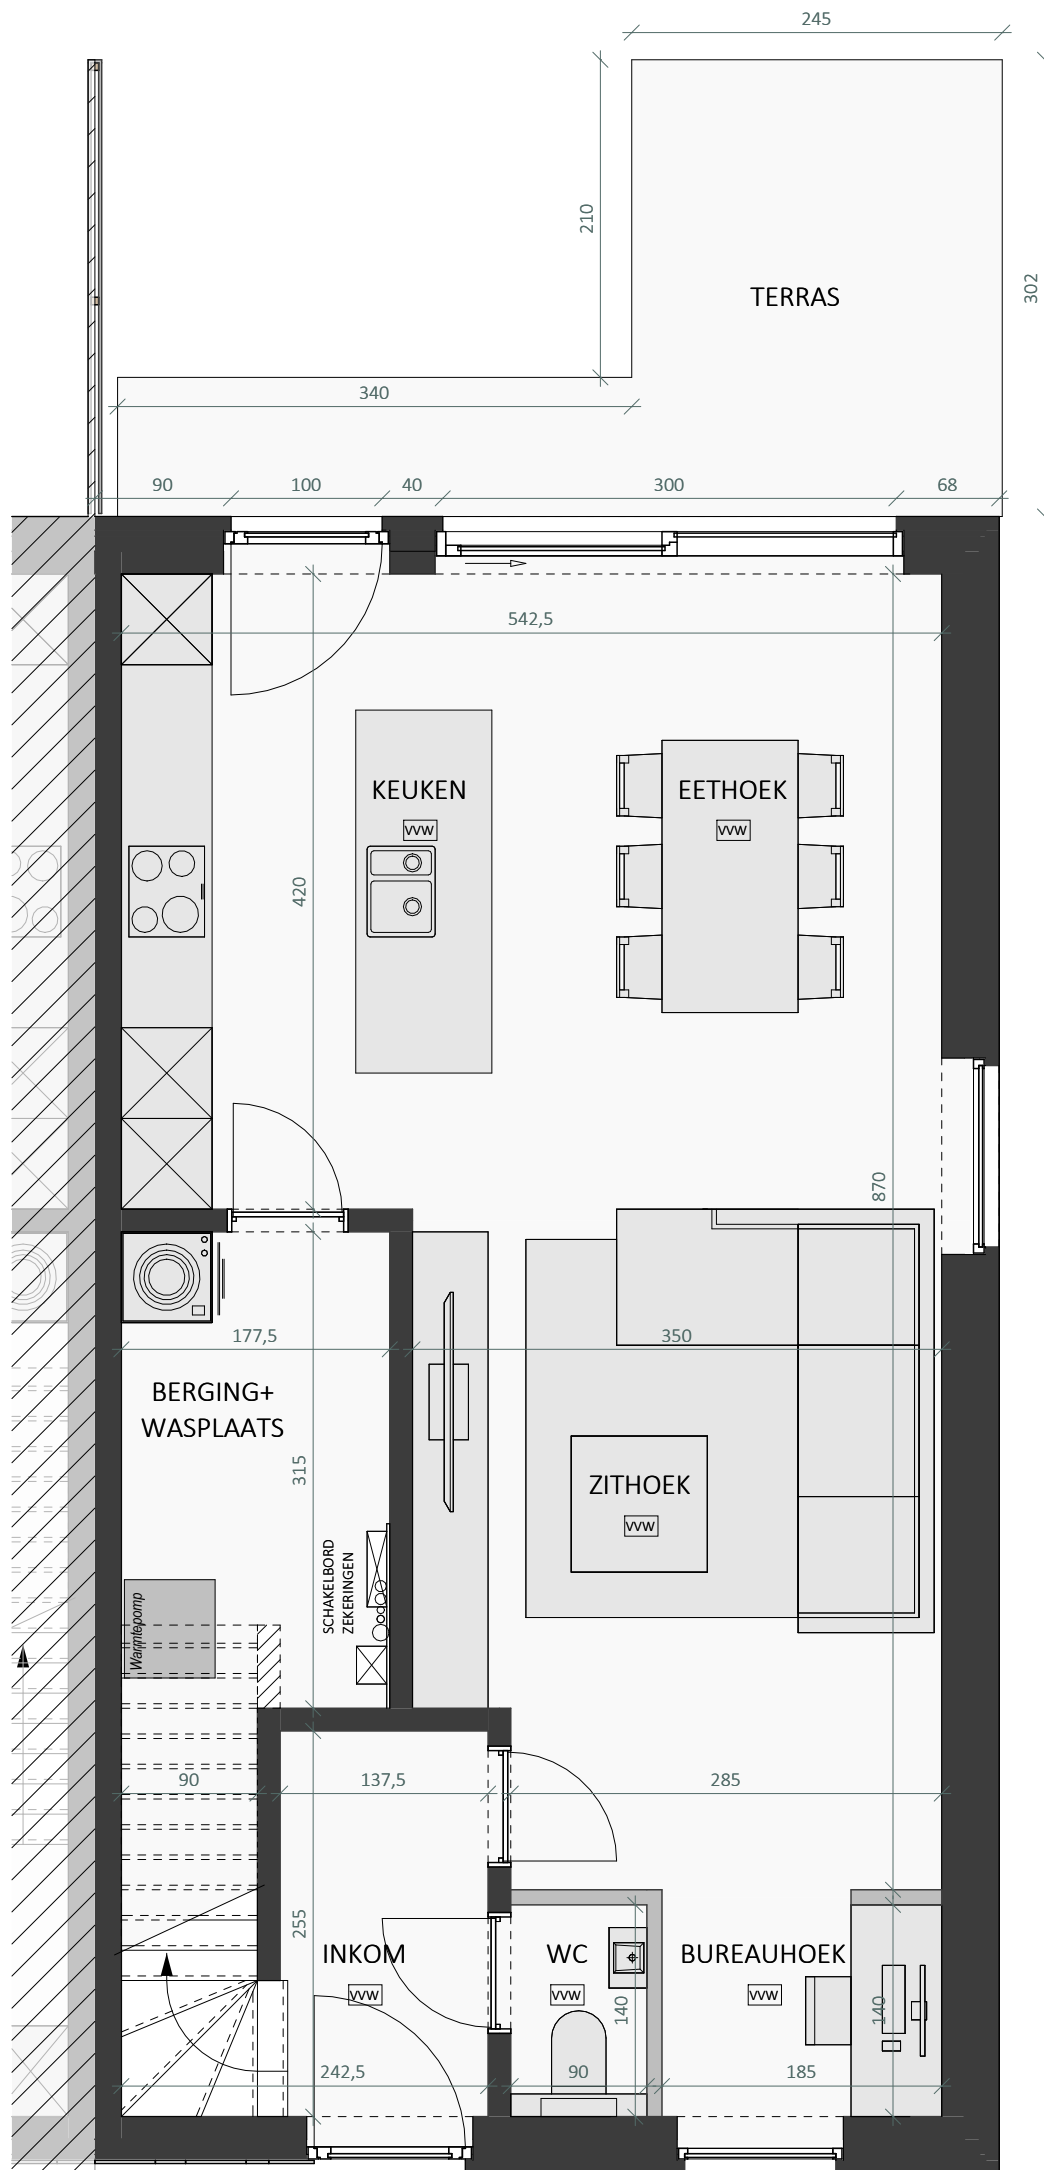 245
210
302
TERRAS
340
90
100
40
300
68
542,5
KEUKEN
VVW
EETHOEK
VVW
420
870
177,5
350
BERGING+
WASPLAATS
315
ZITHOEK
VVW
SCHAKELBORD
ZEKERINGEN
Warmtepomp
90
137,5
285
255
INKOM
VVW
WC
VVW
BUREAUHOEK
VVW
140
140
242,5
90
185